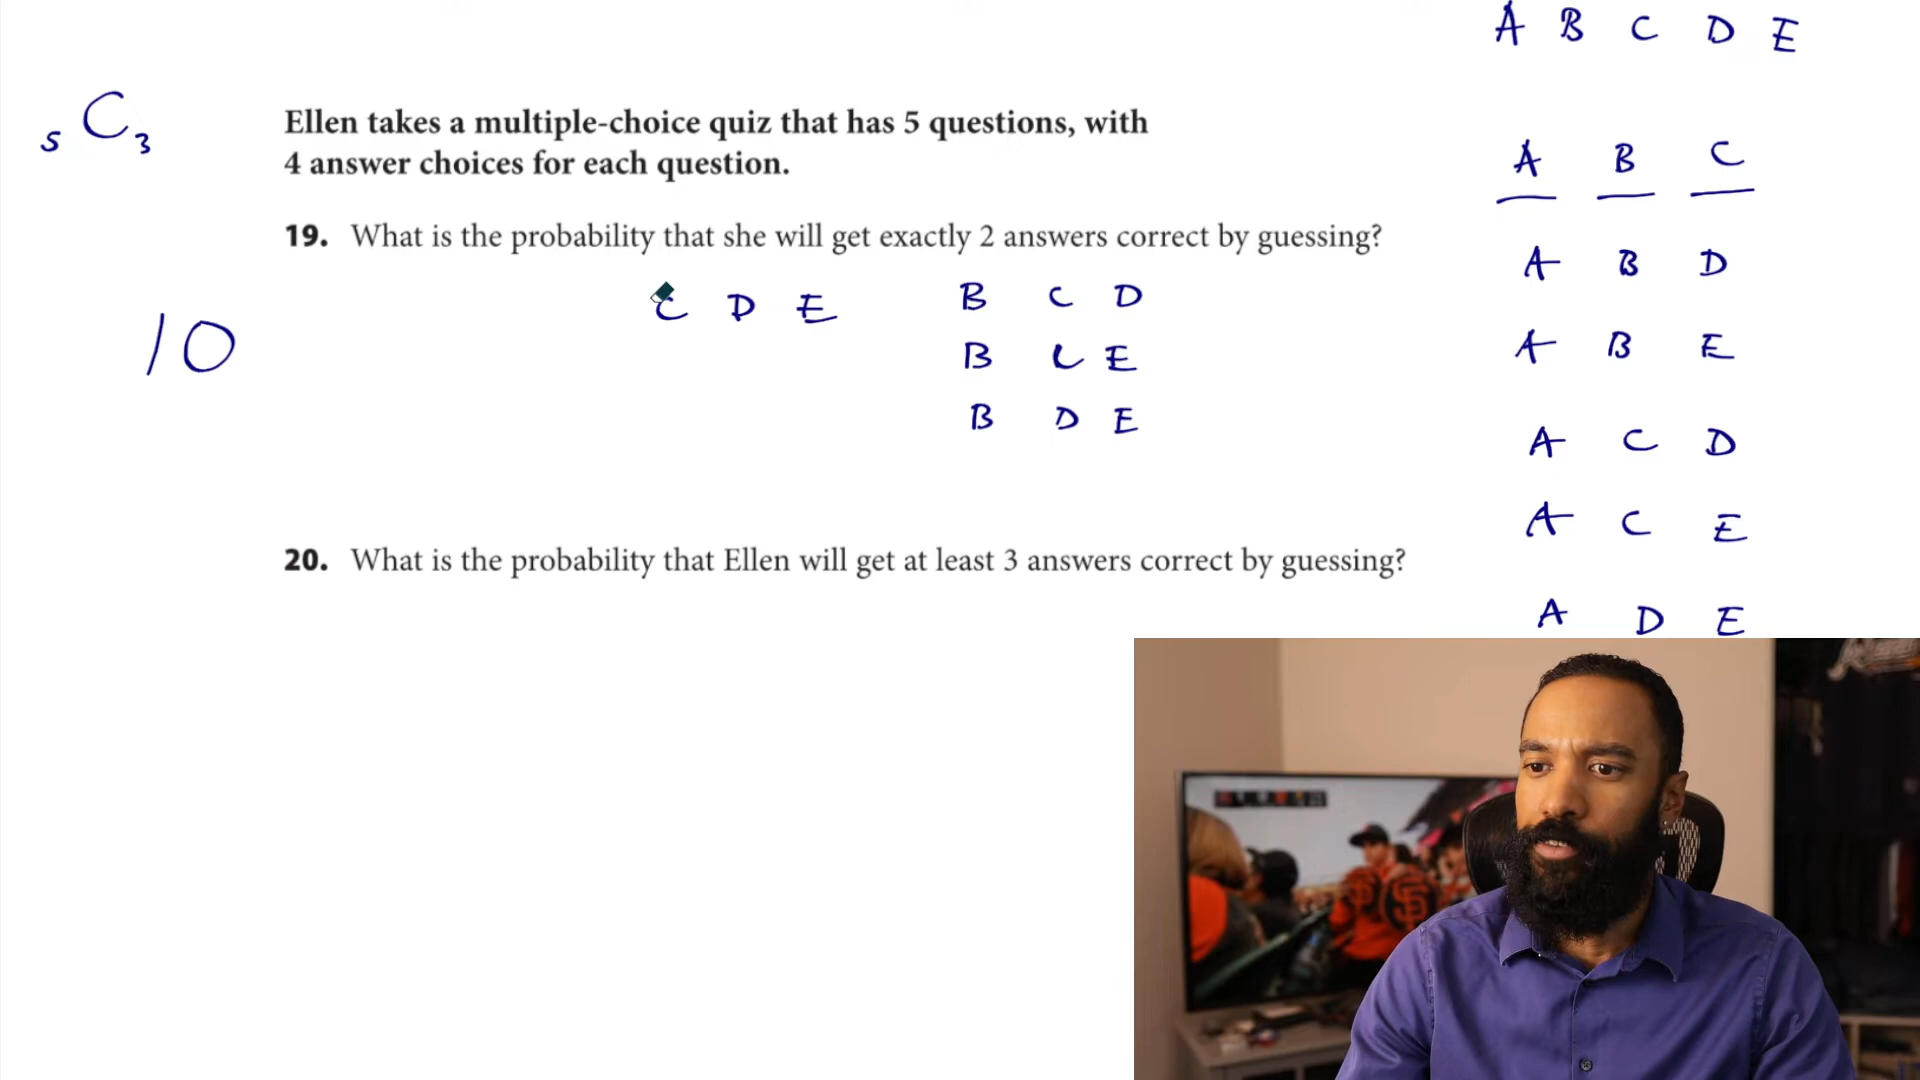 A B C D E
5C3
Ellen takes a multiple-choice quiz that has 5 questions, with
4 answer choices for each question.
A B C
19. What is the probability that she will get exactly 2 answers correct by guessing?
A B D
C D E
B C D
10
B C E
A B E
B D E
A C D
A C E
20. What is the probability that Ellen will get at least 3 answers correct by guessing?
A D E
SF